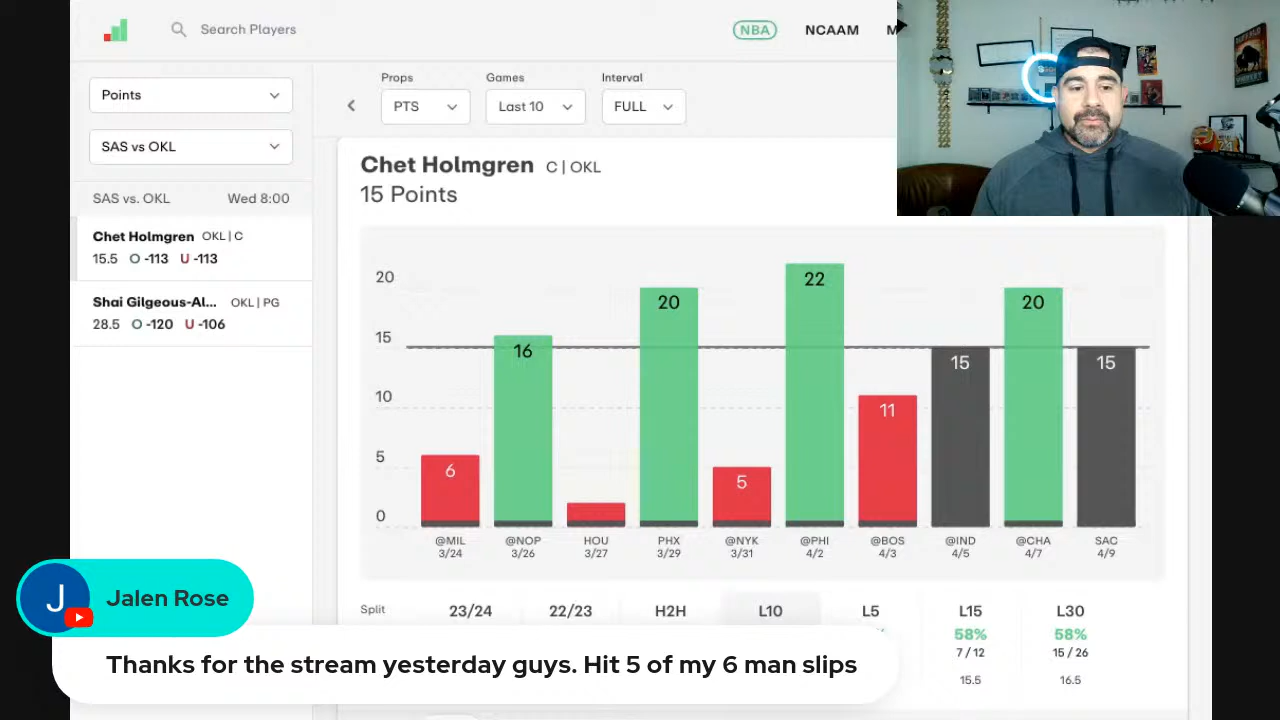 Search Players
NBA
NCAAM
M
Points
SAS vs OKL
SAS vs. OKL
Wed 8:00
Chet Holmgren OKL | C
15.5 O -113 U -113
Shai Gilgeous-Al... OKL | PG
28.5 O -120 U -106
Props
Games
Interval
PTS
Last 10
FULL
Chet Holmgren C | OKL
15 Points
20
15
10
5
0
6
16
20
5
22
11
15
20
15
@MIL
3/24
@NOP
3/26
HOU
3/27
PHX
3/29
@NYK
3/31
@PHI
4/2
@BOS
4/3
@IND
4/5
@CHA
4/7
SAC
4/9
Split
23/24
22/23
H2H
L10
L5
L15
L30
58%
58%
7 / 12
15 / 26
15.5
16.5
J
Jalen Rose
Thanks for the stream yesterday guys. Hit 5 of my 6 man slips